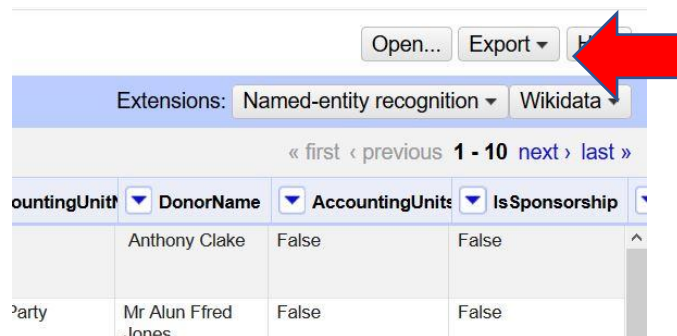 Open... Export
Extensions: Named-entity recognition Wikidata
« first ‹ previous 1 - 10 next › last »
DonorName IsSponsorship
Anthony Clake False False
Party Mr Alun Ffred False False
Jones